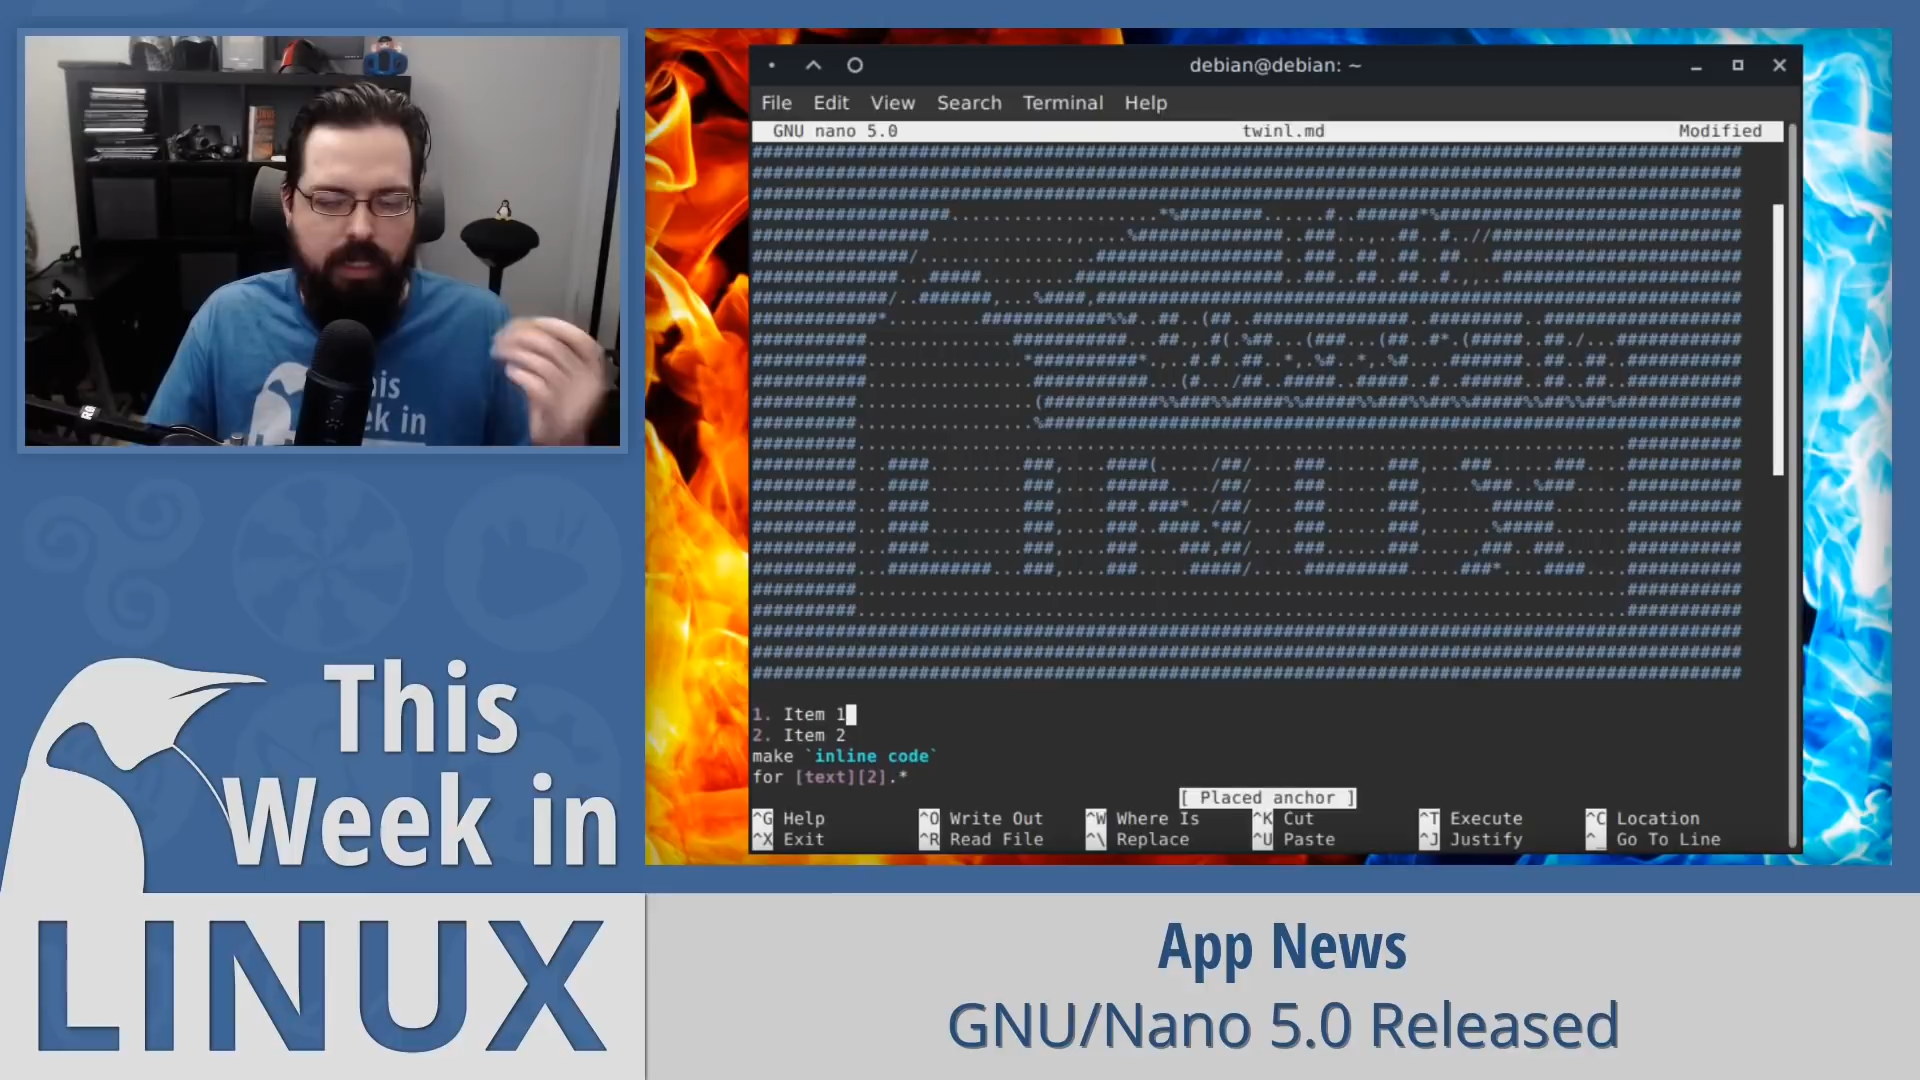 debian@debian: ~
File Edit View Search Terminal Help
GNU nano 5.0 twinl.md Modified
1. Item 1
2. Item 2
make `inline code`
for [text][2].*
[ Placed anchor ]
^G Help ^O Write Out ^W Where Is ^K Cut ^T Execute ^C Location
^X Exit ^R Read File ^\ Replace ^U Paste ^J Justify ^_ Go To Line
his
ek in
This
Week in
LINUX
App News
GNU/Nano 5.0 Released